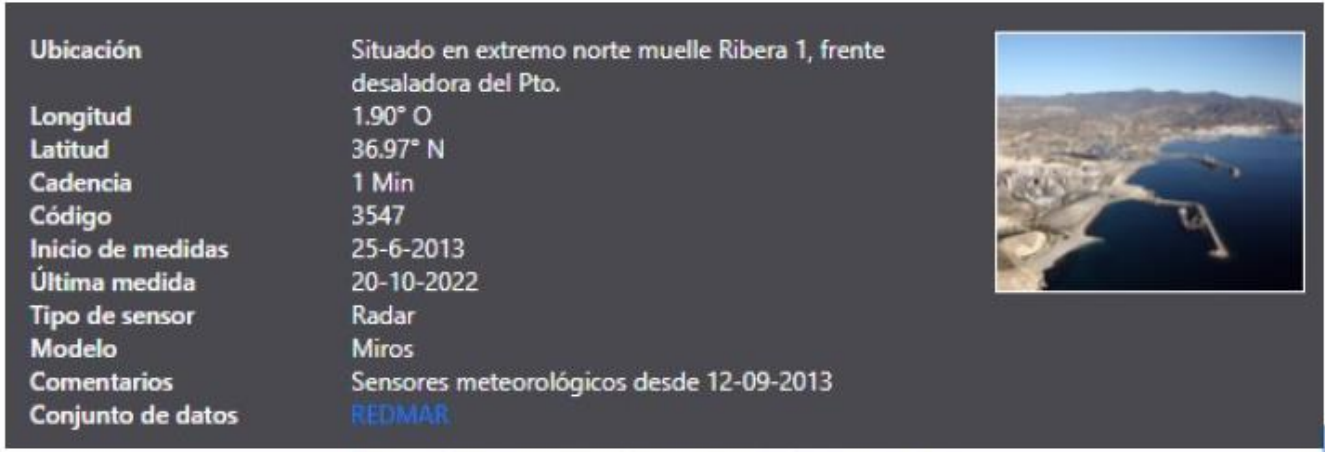 Ubicación Situado en extremo norte muelle Ribera 1, frente
desaladora del Pto.
Longitud 1.90° O
Latitud 36.97° N
Cadencia 1 Min
Código 3547
Inicio de medidas 25-6-2013
Última medida 20-10-2022
Tipo de sensor Radar
Modelo Miros
Comentarios Sensores meteorológicos desde 12-09-2013
Conjunto de datos REDMAR